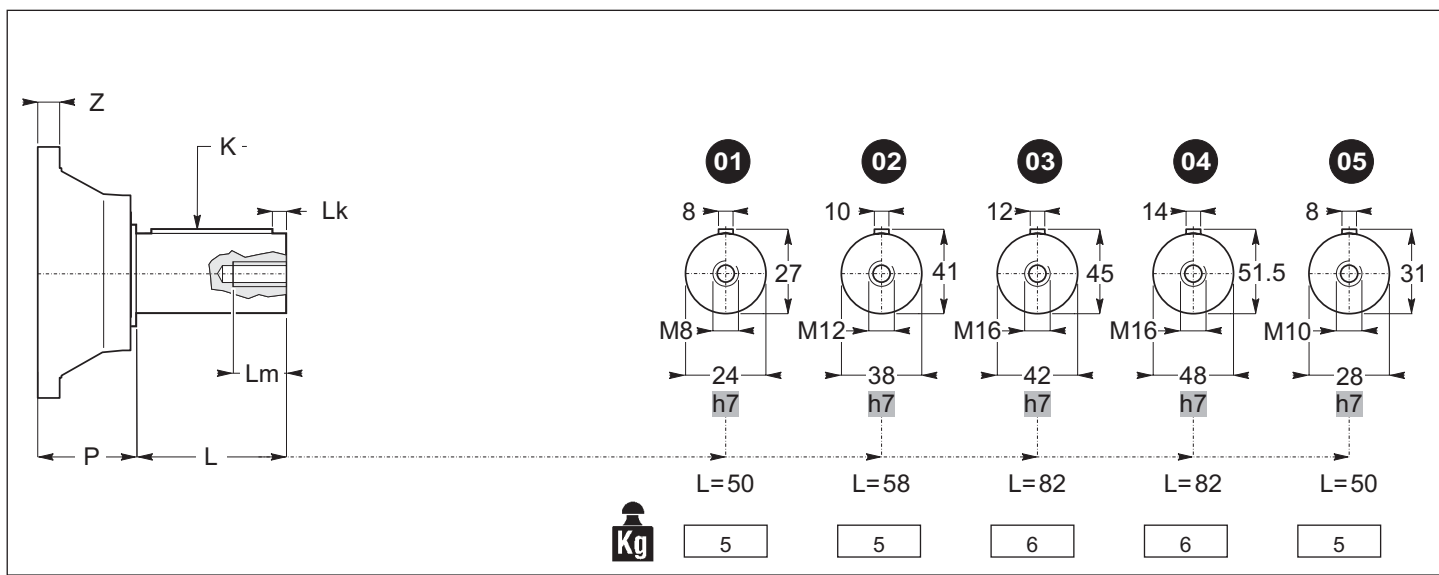 Z
K
Lk
Lm
P
L
01 02 03 04 05
8 10 12 14 8
27 41 45 51.5 31
M8 M12 M16 M16 M10
24 38 42 48 28
h7 h7 h7 h7 h7
L=50 L=58 L=82 L=82 L=50
Kg 5 5 6 6 5